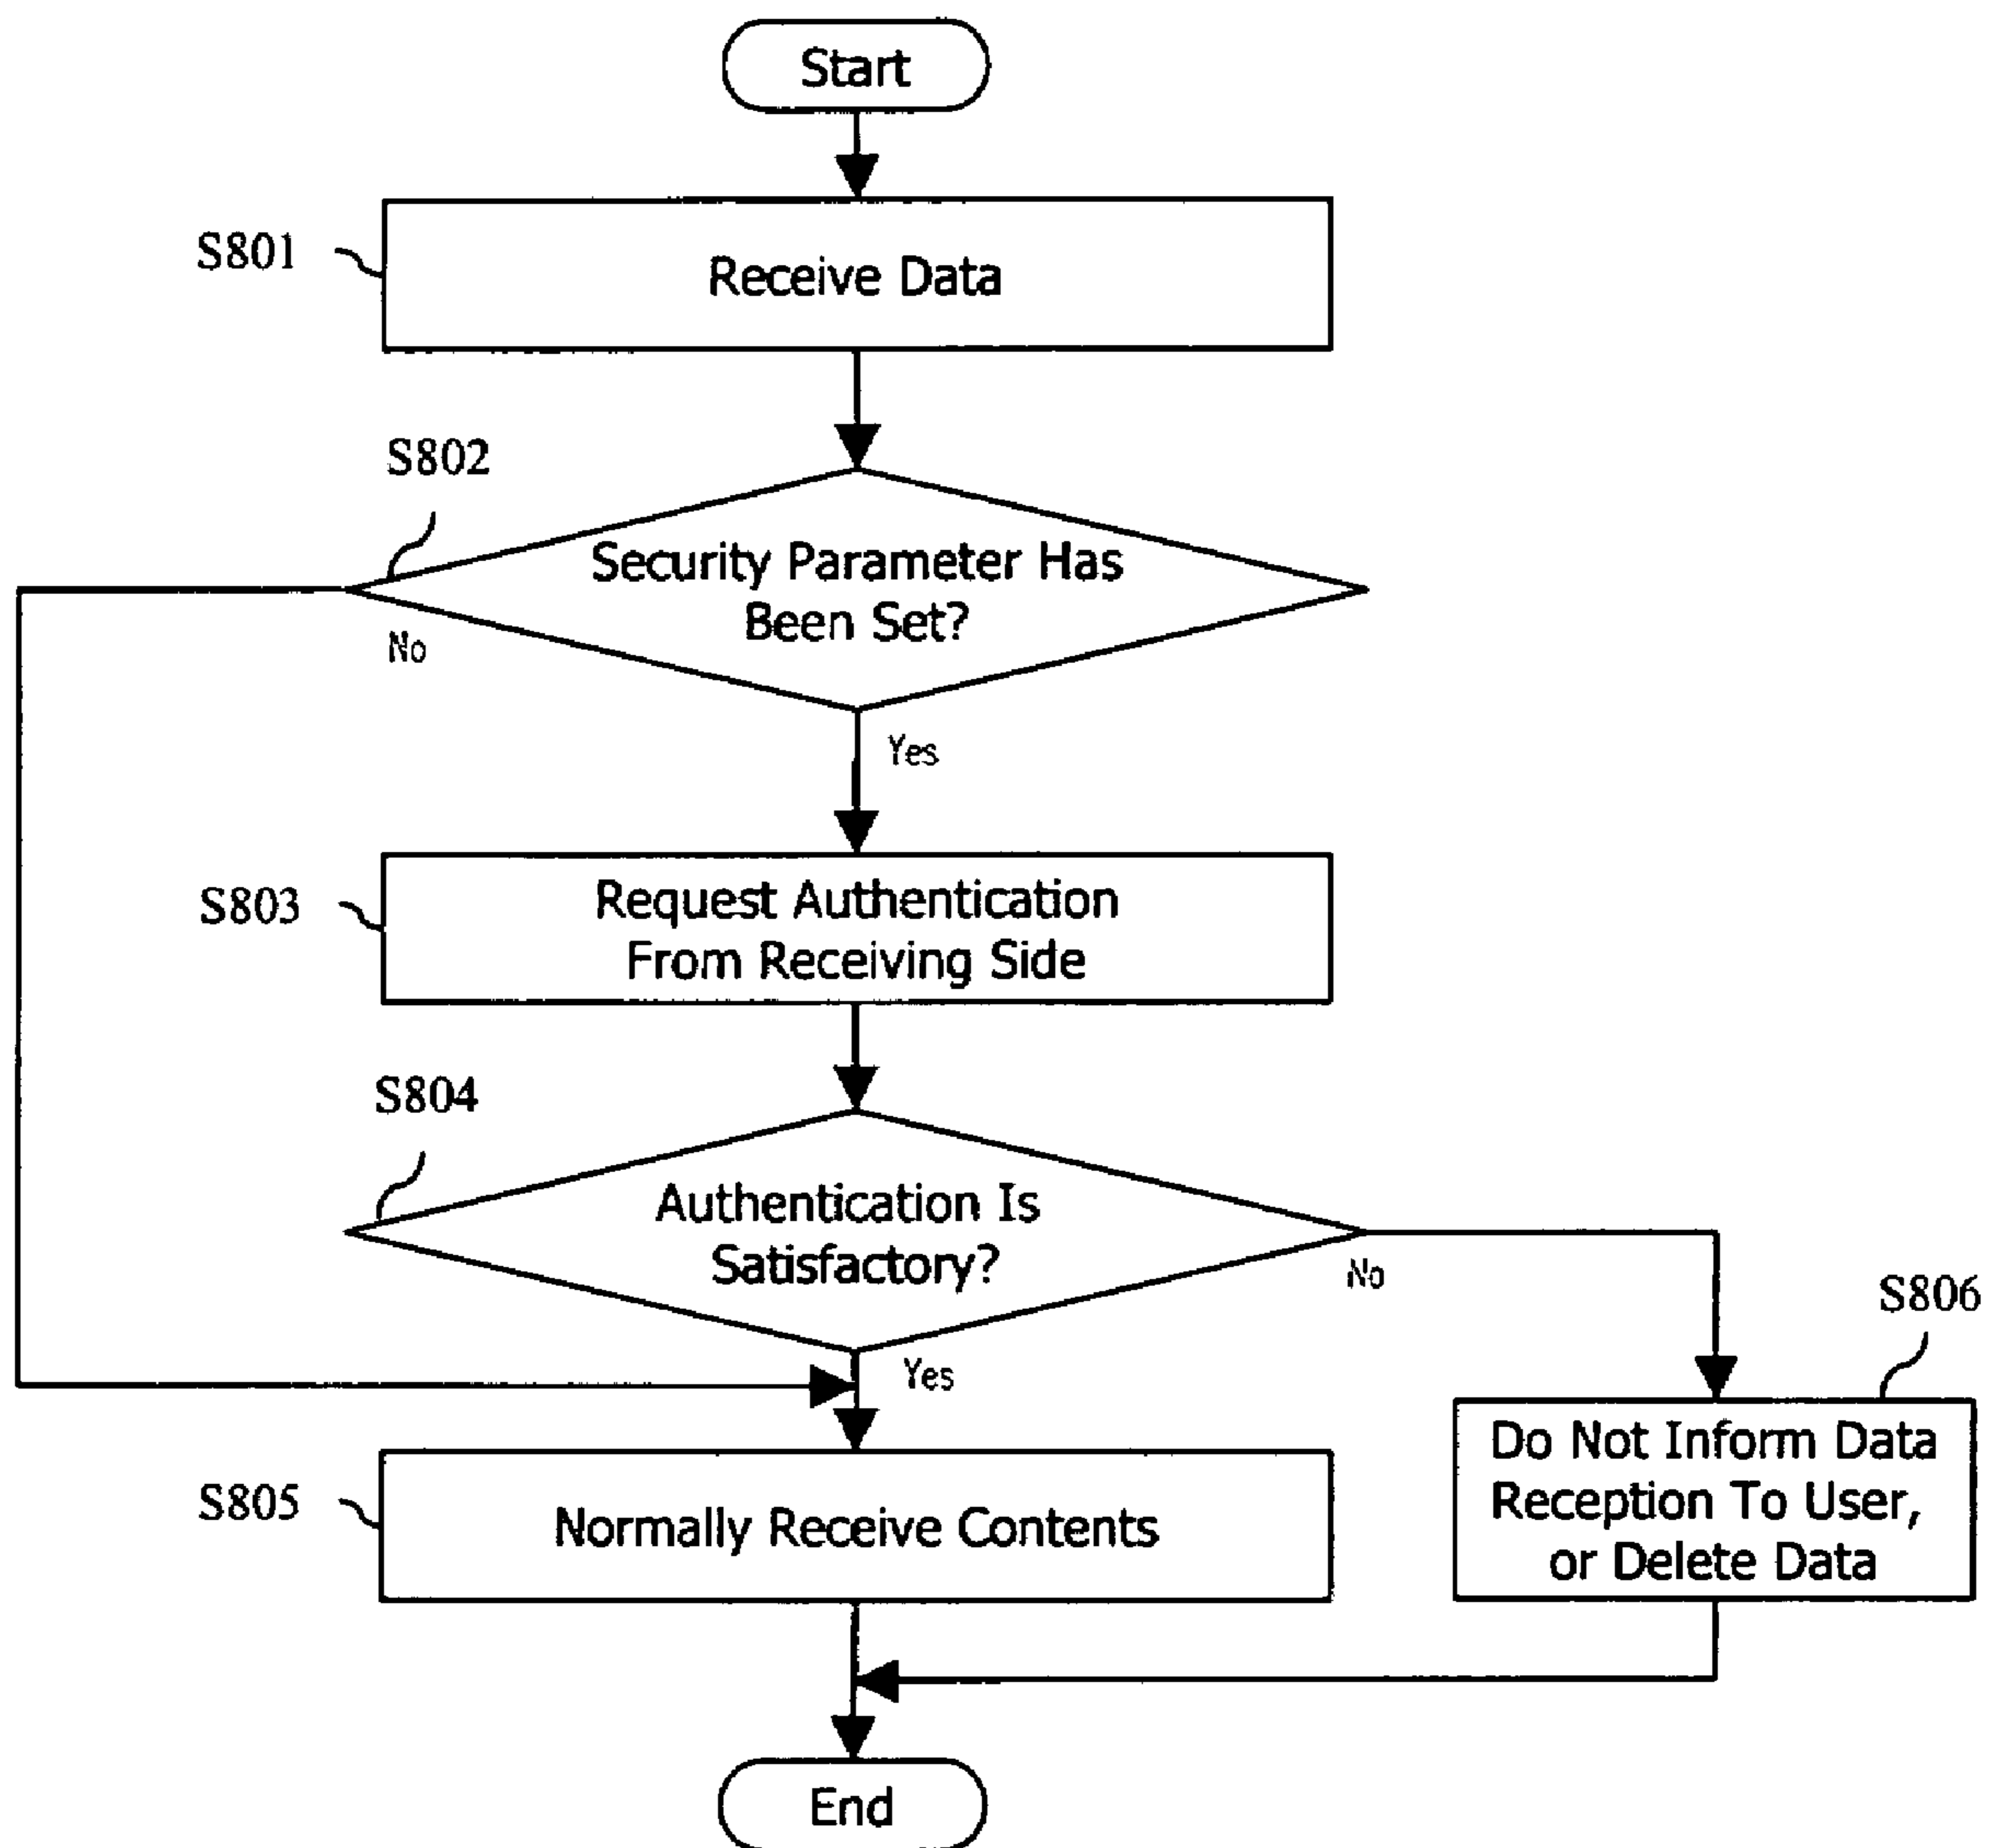 Start
S801
Receive Data
S802
Security Parameter Has
Been Set?
No
Yes
S803
Request Authentication
From Receiving Side
S804
Authentication Is
Satisfactory?
No
Yes
S806
Do Not Inform Data
Reception To User,
or Delete Data
S805
Normally Receive Contents
End